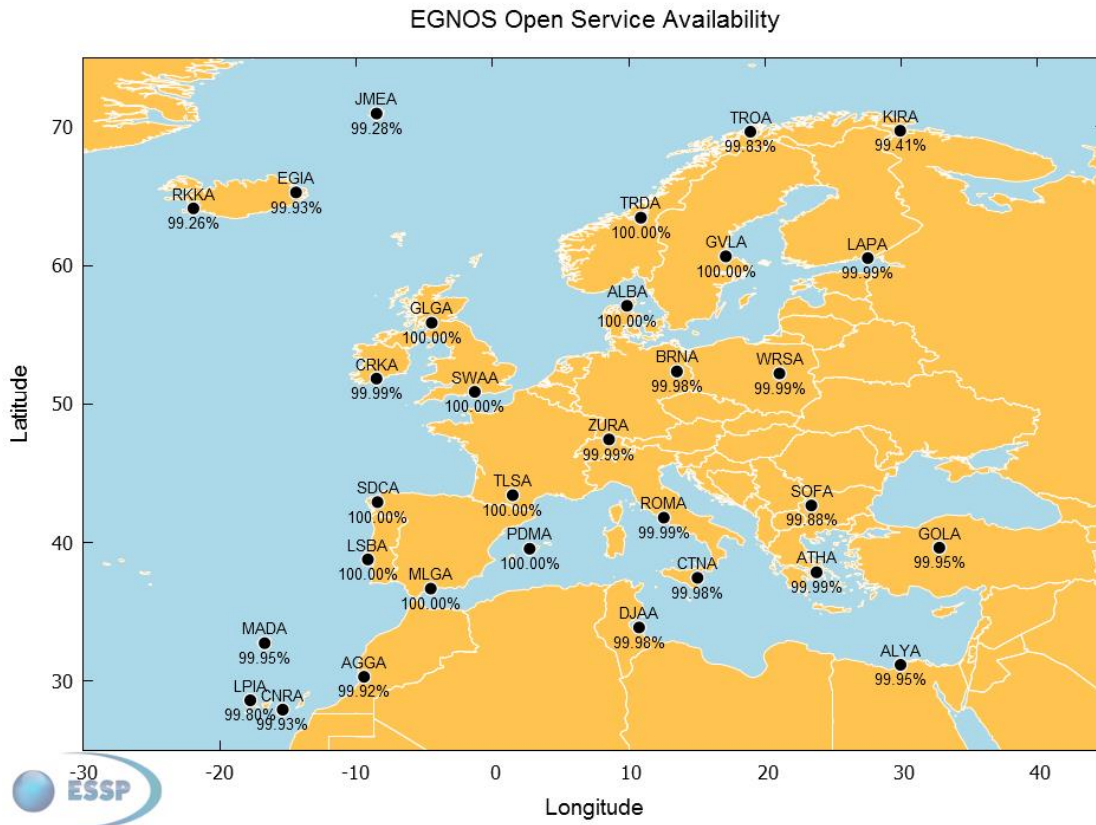 EGNOS Open Service Availability
JMEA
99.28%
TROA
99.83%
KIRA
99.41%
EGIA
99.93%
RKKA
99.26%
TRDA
100.00%
GVLA
100.00%
LAPA
99.99%
ALBA
100.00%
GLGA
100.00%
CRKA
99.99%
SWAA
100.00%
BRNA
99.98%
WRSA
99.99%
ZURA
99.99%
SDCA
100.00%
TLSA
100.00%
ROMA
99.99%
SOFA
99.88%
LSBA
100.00%
PDMA
100.00%
GOLA
99.95%
MLGA
100.00%
CTNA
99.98%
ATHA
99.99%
MADA
99.95%
DJAA
99.98%
AGGA
99.92%
ALYA
99.95%
LPIA
99.80%
CNRA
99.93%
70
60
50
40
30
Latitude
-30 -20 -10 0 10 20 30 40
Longitude
ESSP